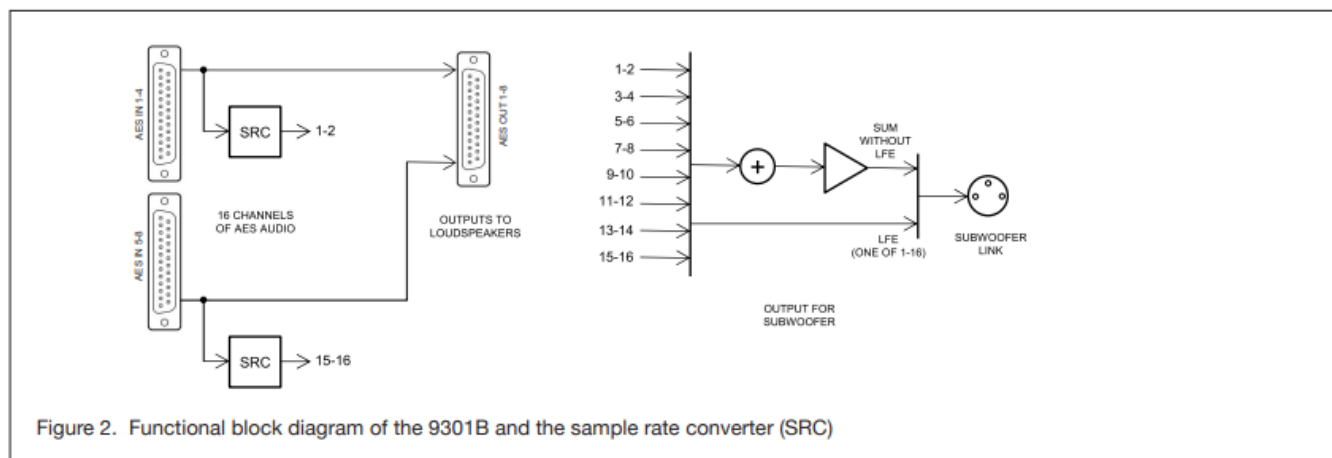 AES IN 1-4
SRC
1-2
AES OUT 1-8
AES IN 5-8
16 CHANNELS
OF AES AUDIO
OUTPUTS TO
LOUDSPEAKERS
SRC
15-16
1-2
3-4
5-6
7-8
9-10
11-12
13-14
15-16
+
SUM
WITHOUT
LFE
LFE
(ONE OF 1-16)
SUBWOOFER
LINK
OUTPUT FOR
SUBWOOFER
Figure 2. Functional block diagram of the 9301B and the sample rate converter (SRC)